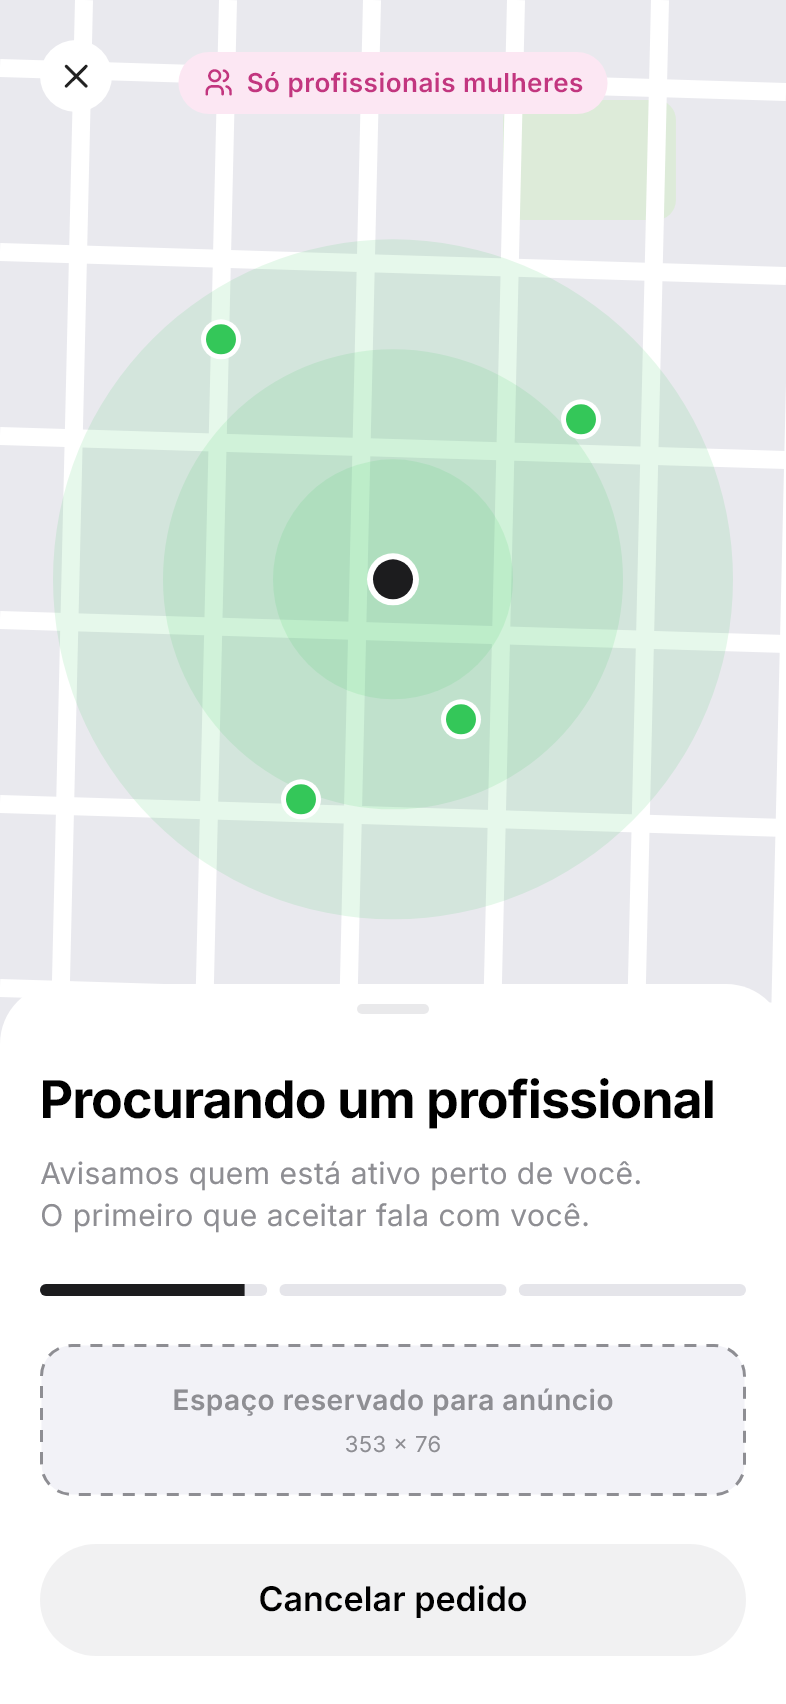 Só profissionais mulheres
Procurando um profissional
Avisamos quem está ativo perto de você.
O primeiro que aceitar fala com você.
Espaço reservado para anúncio
353 × 76
Cancelar pedido